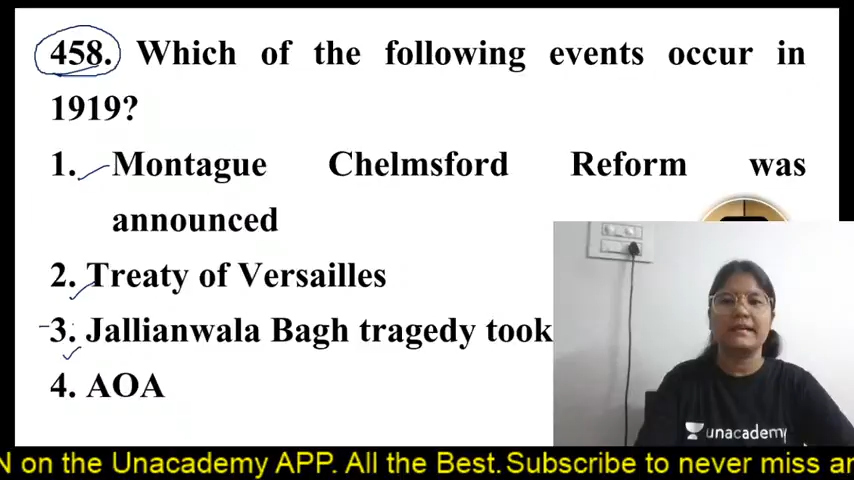 458. Which of the following events occur in
1919?
1. Montague Chelmsford Reform was
announced
2. Treaty of Versailles
3. Jallianwala Bagh tragedy took
4. AOA
unacademy
N on the Unacademy APP. All the Best. Subscribe to never miss an